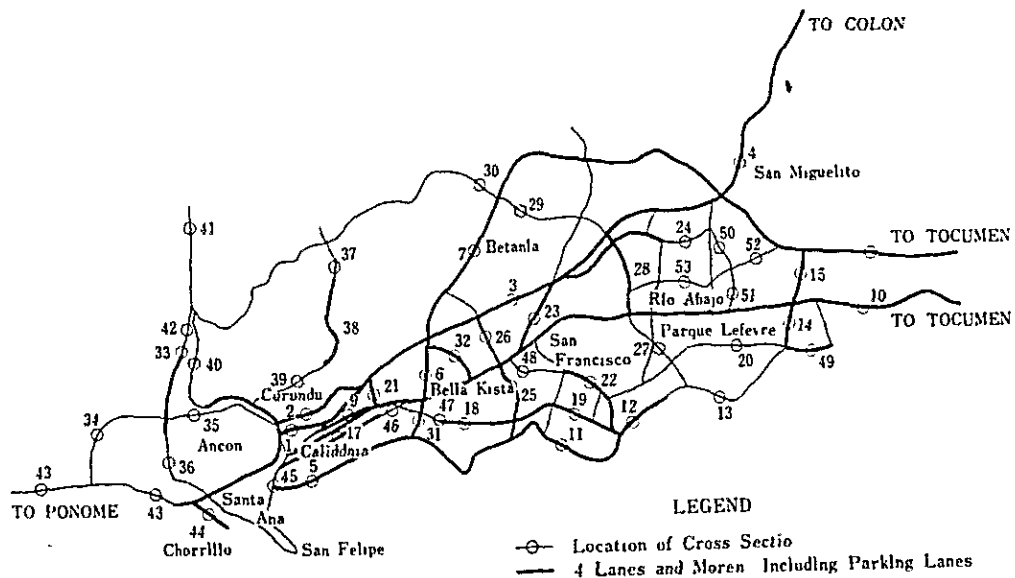 TO COLON
4
San Miguelito
30
29
41
50
24
52
TO TOCUMEN
37
7
Betania
28
53
15
3
Rio Abajo
51
10
TO TOCUMEN
38
23
42
Parque Lefevre
14
33
32
26
San
Francisco
27
20
49
40
48
39
Curundu
6
Bella Kista
22
21
25
9
2
34
35
47
18
19
12
13
46
17
Ancon
1
Caliddnia
31
11
36
5
45
43
43
Santa
Ana
TO PONOME
44
Chorrillo
San Felipe
LEGEND
Location of Cross Sectio
4 Lanes and Moren Including Parking Lanes